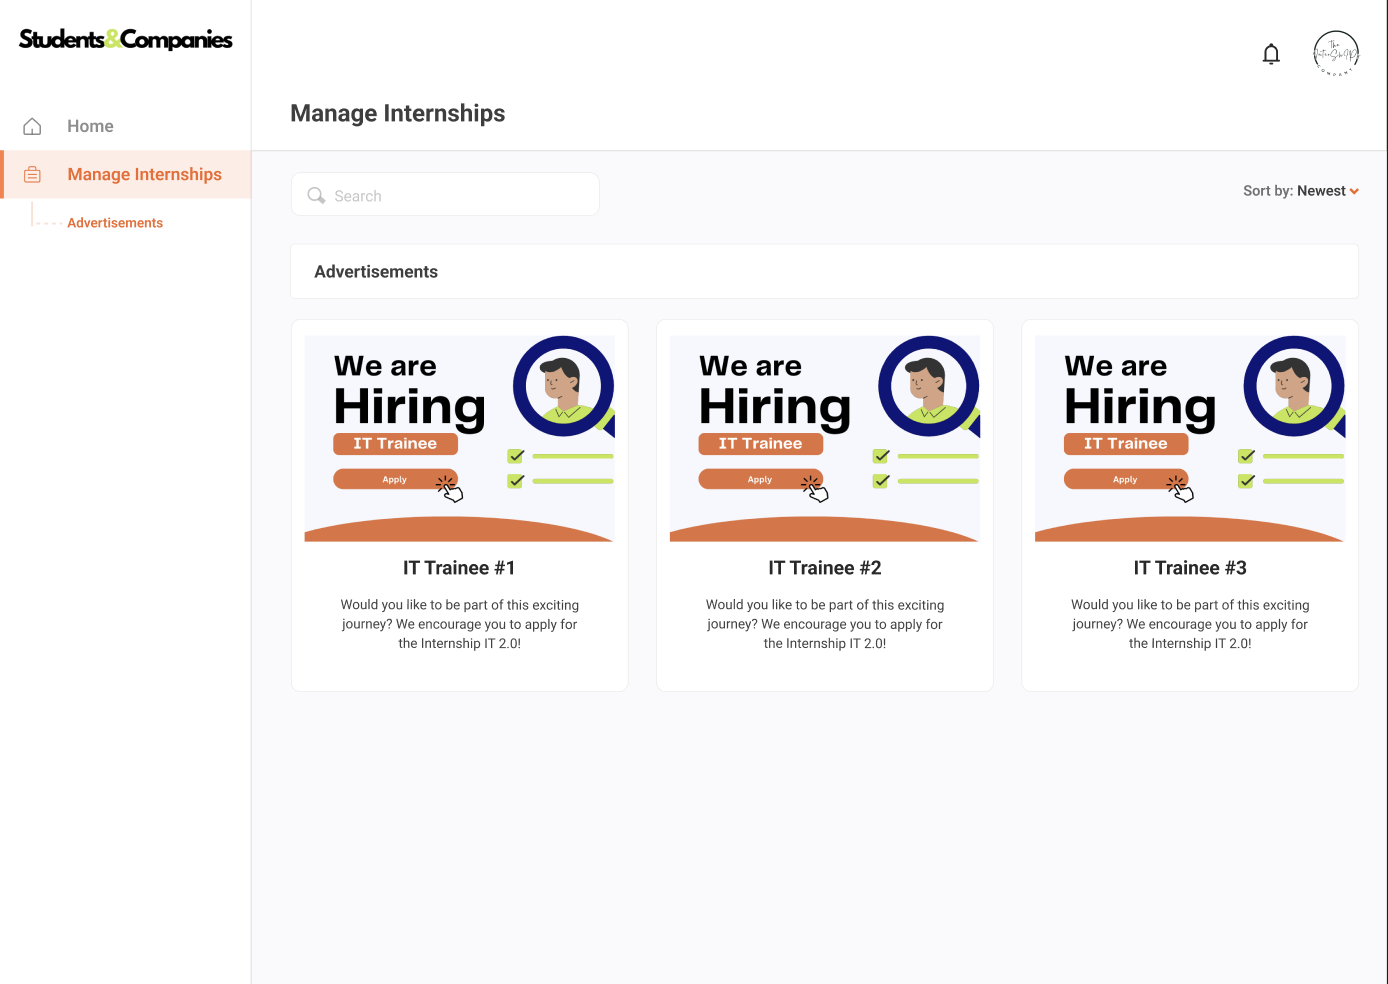 Students&Companies
The
InternShIP
COMPANY
Manage Internships
Home
Manage Internships
Advertisements
Search
Sort by: Newest
Advertisements
We are
Hiring
IT Trainee
Apply
IT Trainee #1
Would you like to be part of this exciting
journey? We encourage you to apply for
the Internship IT 2.0!
We are
Hiring
IT Trainee
Apply
IT Trainee #2
Would you like to be part of this exciting
journey? We encourage you to apply for
the Internship IT 2.0!
We are
Hiring
IT Trainee
Apply
IT Trainee #3
Would you like to be part of this exciting
journey? We encourage you to apply for
the Internship IT 2.0!